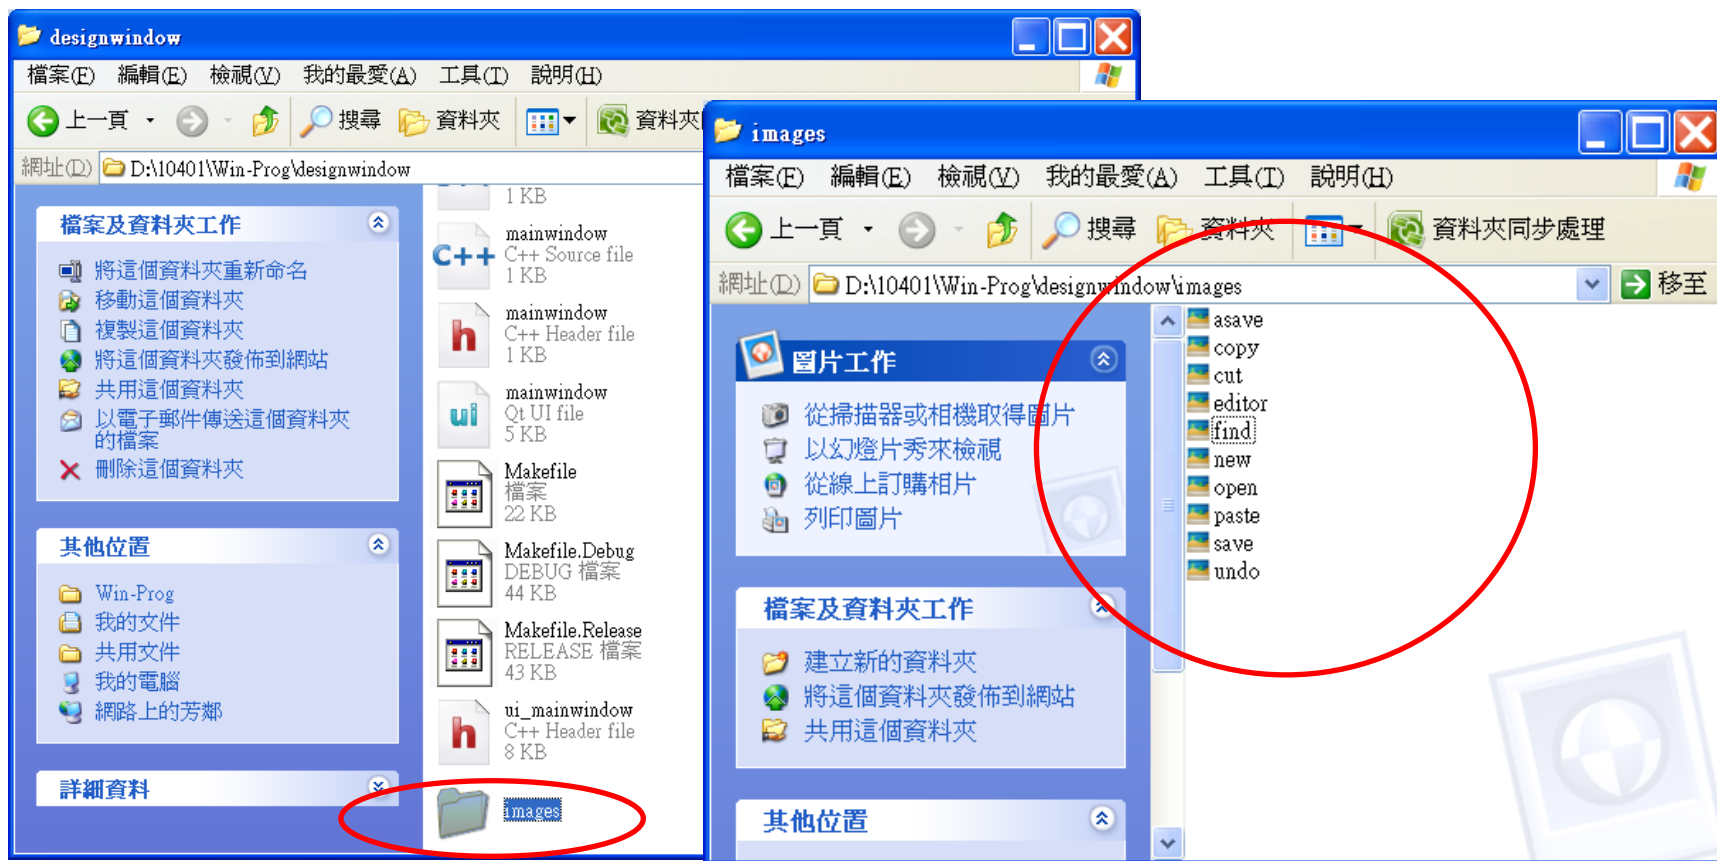 designwindow
檔案(F) 編輯(E) 檢視(V) 我的最愛(A) 工具(T) 說明(H)
上一頁 搜尋 資料夾 資料夾
網址(D) D:\10401\Win-Prog\designwindow
檔案及資料夾工作
將這個資料夾重新命名
移動這個資料夾
複製這個資料夾
將這個資料夾發佈到網站
共用這個資料夾
以電子郵件傳送這個資料夾
的檔案
刪除這個資料夾
其他位置
Win-Prog
我的文件
共用文件
我的電腦
網路上的芳鄰
詳細資料
1 KB
mainwindow
C++ Source file
1 KB
mainwindow
C++ Header file
1 KB
mainwindow
Qt UI file
5 KB
Makefile
檔案
22 KB
Makefile.Debug
DEBUG 檔案
44 KB
Makefile.Release
RELEASE 檔案
43 KB
ui_mainwindow
C++ Header file
8 KB
images
C++
h
ui
h
images
檔案(F) 編輯(E) 檢視(V) 我的最愛(A) 工具(T) 說明(H)
上一頁 搜尋 資料夾 資料夾同步處理
網址(D) D:\10401\Win-Prog\designwindow\images 移至
圖片工作
從掃描器或相機取得圖片
以幻燈片秀來檢視
從線上訂購相片
列印圖片
檔案及資料夾工作
建立新的資料夾
將這個資料夾發佈到網站
共用這個資料夾
其他位置
asave
copy
cut
editor
find
new
open
paste
save
undo